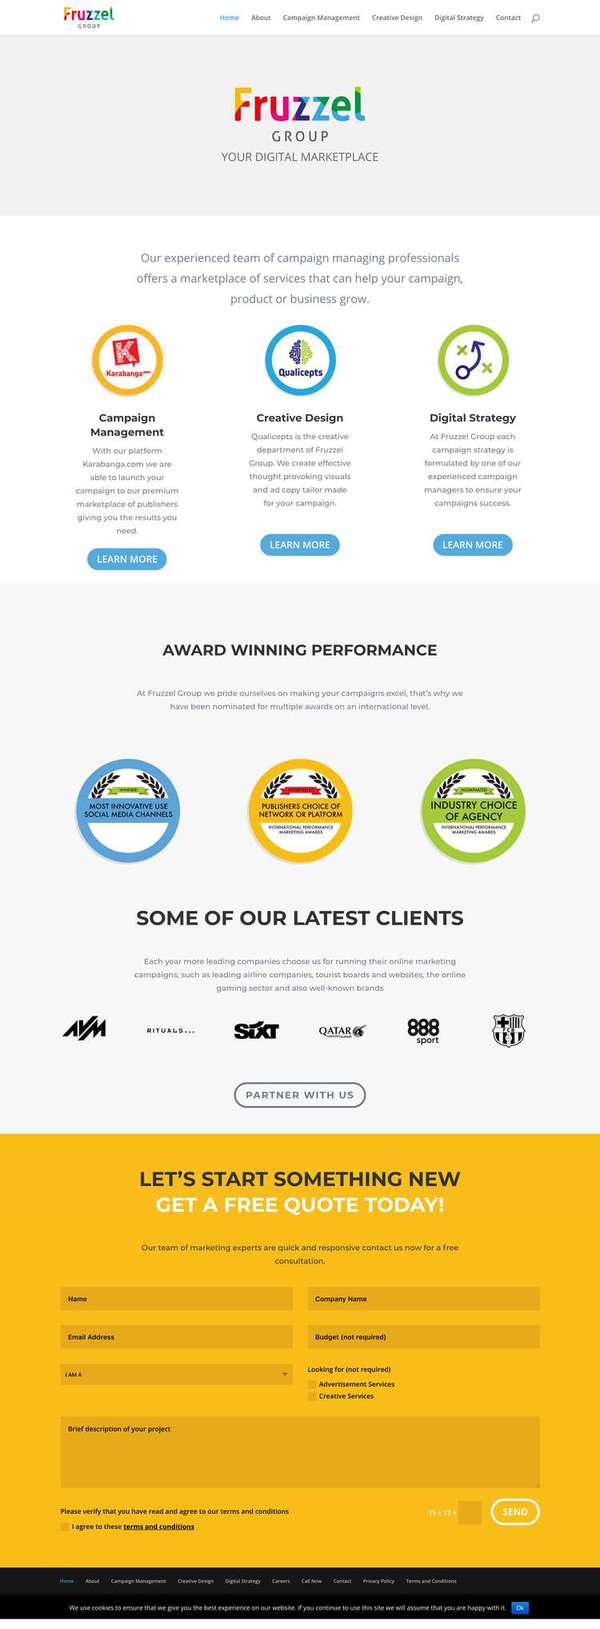 Fruzzel
GROUP
Home About Campaign Management Creative Design Digital Strategy Contact
Fruzzel
GROUP
YOUR DIGITAL MARKETPLACE
Our experienced team of campaign managing professionals
offers a marketplace of services that can help your campaign,
product or business grow.
K
Karabanga
Qualicepts
Campaign
Management
With our platform
Karabanga.com we are
able to launch your
campaign to our premium
marketplace of publishers
giving you the results you
need.
LEARN MORE
Creative Design
Qualicepts is the creative
department of Fruzzel
Group. We create effective
thought provoking visuals
and ad copy tailor made
for your campaign.
LEARN MORE
Digital Strategy
At Fruzzel Group each
campaign strategy is
formulated by one of our
experienced campaign
managers to ensure your
campaigns success.
LEARN MORE
AWARD WINNING PERFORMANCE
At Fruzzel Group we pride ourselves on making your campaigns excel, that's why we
have been nominated for multiple awards on an international level.
WINNER!
MOST INNOVATIVE USE
SOCIAL MEDIA CHANNELS
PUBLISHERS CHOICE OF
NETWORK OR PLATFORM
INTERNATIONAL PERFORMANCE
MARKETING AWARDS
NOMINATED
INDUSTRY CHOICE
OF AGENCY
INTERNATIONAL PERFORMANCE
MARKETING AWARDS
SOME OF OUR LATEST CLIENTS
Each year more leading companies choose us for running their online marketing
campaigns, such as leading airline companies, tourist boards and websites, the online
gaming sector and also well-known brands
AVM
RITUALS...
SIXT
QATAR
888
sport
FCB
PARTNER WITH US
LET'S START SOMETHING NEW
GET A FREE QUOTE TODAY!
Our team of marketing experts are quick and responsive contact us now for a free
consultation.
Name
Company Name
Email Address
Budget (not required)
I AM A
Looking for (not required)
Advertisement Services
Creative Services
Brief description of your project
Please verify that you have read and agree to our terms and conditions
I agree to these terms and conditions
11 + 12 =
SEND
Home About Campaign Management Creative Design Digital Strategy Careers Call Now Contact Privacy Policy Terms and Conditions
We use cookies to ensure that we give you the best experience on our website. If you continue to use this site we will assume that you are happy with it. Ok